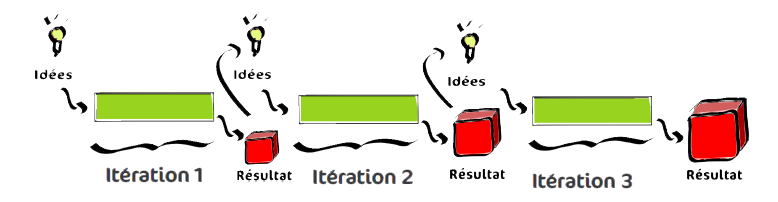 Idées
Idées
Idées
Itération 1
Résultat
Itération 2
Résultat
Itération 3
Résultat